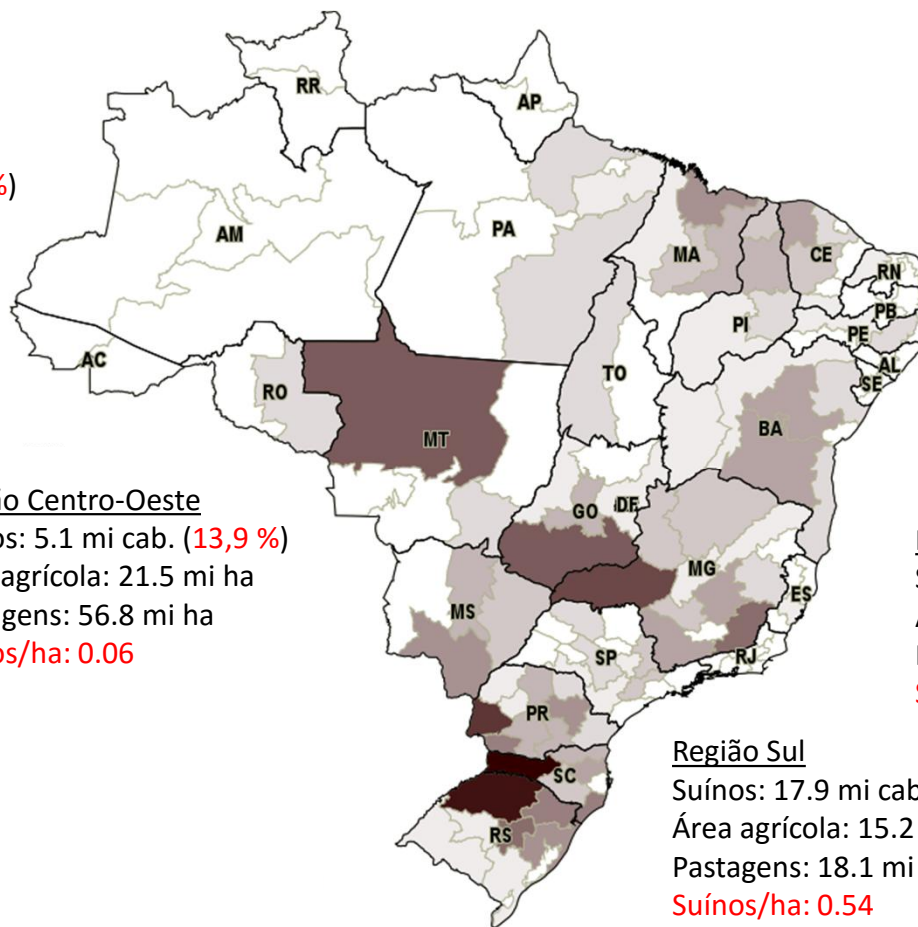 RR
AP
%)
AM
PA
MA
CE
RN
PB
PI
PE
AC
AL
TO
SE
RO
BA
MT
ão Centro-Oeste
os: 5.1 mi cab. (13,9 %)
agrícola: 21.5 mi ha
gens: 56.8 mi ha
os/ha: 0.06
GO
DF
MG
ES
MS
SP
RJ
PR
SC
RS
Região Sul
Suínos: 17.9 mi cab
Área agrícola: 15.2
Pastagens: 18.1 mi
Suínos/ha: 0.54